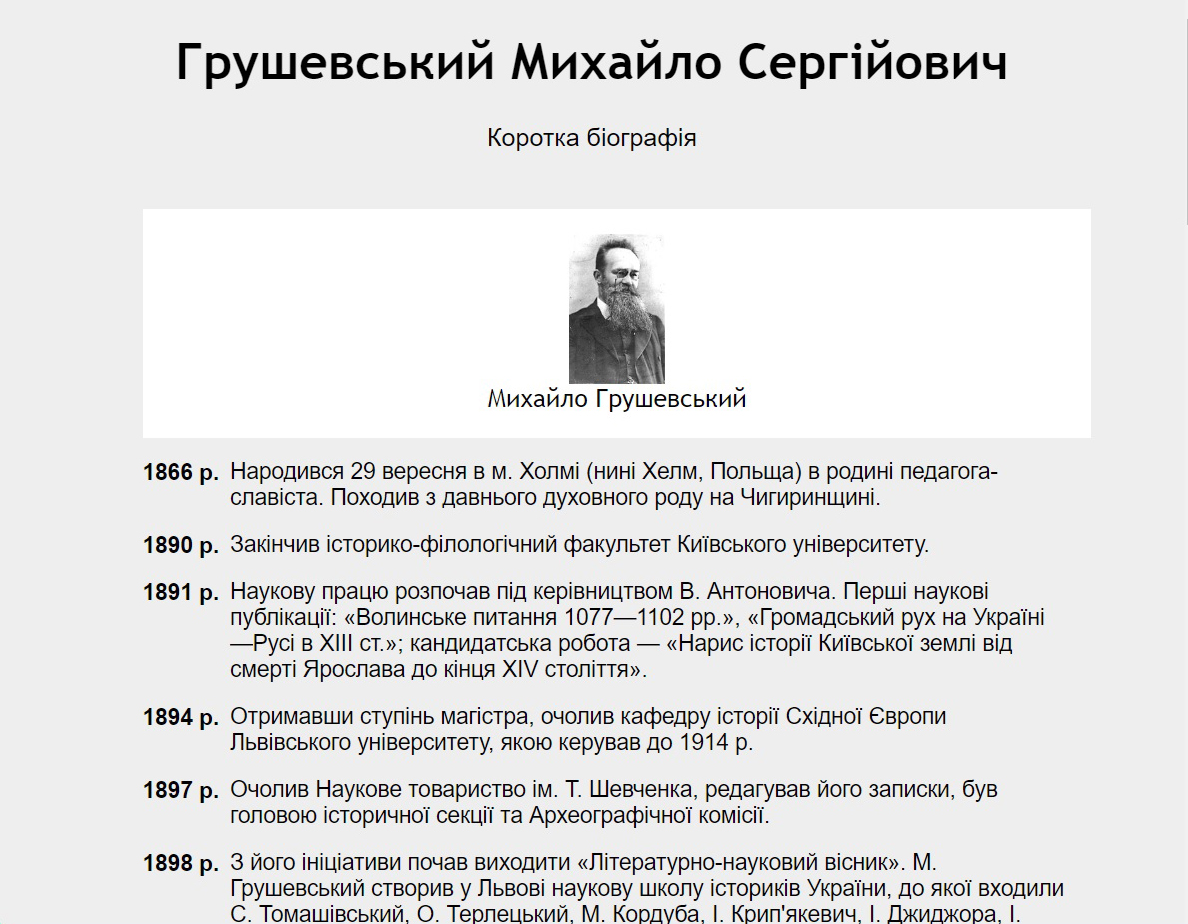 Грушевський Михайло Сергійович
Коротка біографія
Михайло Грушевський
1866 р. Народився 29 вересня в м. Холмі (нині Хелм, Польща) в родині педагога-
славіста. Походив з давнього духовного роду на Чигиринщині.
1890 р. Закінчив історико-філологічний факультет Київського університету.
1891 р. Наукову працю розпочав під керівництвом В. Антоновича. Перші наукові
публікації: «Волинське питання 1077—1102 рр.», «Громадський рух на Україні
—Русі в XIII ст.»; кандидатська робота — «Нарис історії Київської землі від
смерті Ярослава до кінця XIV століття».
1894 р. Отримавши ступінь магістра, очолив кафедру історії Східної Європи
Львівського університету, якою керував до 1914 р.
1897 р. Очолив Наукове товариство ім. Т. Шевченка, редагував його записки, був
головою історичної секції та Археографічної комісії.
1898 р. З його ініціативи почав виходити «Літературно-науковий вісник». М.
Грушевський створив у Львові наукову школу істориків України, до якої входили
С. Томашівський, О. Терлецький, М. Кордуба, І. Крип'якевич, І. Джиджора, І.